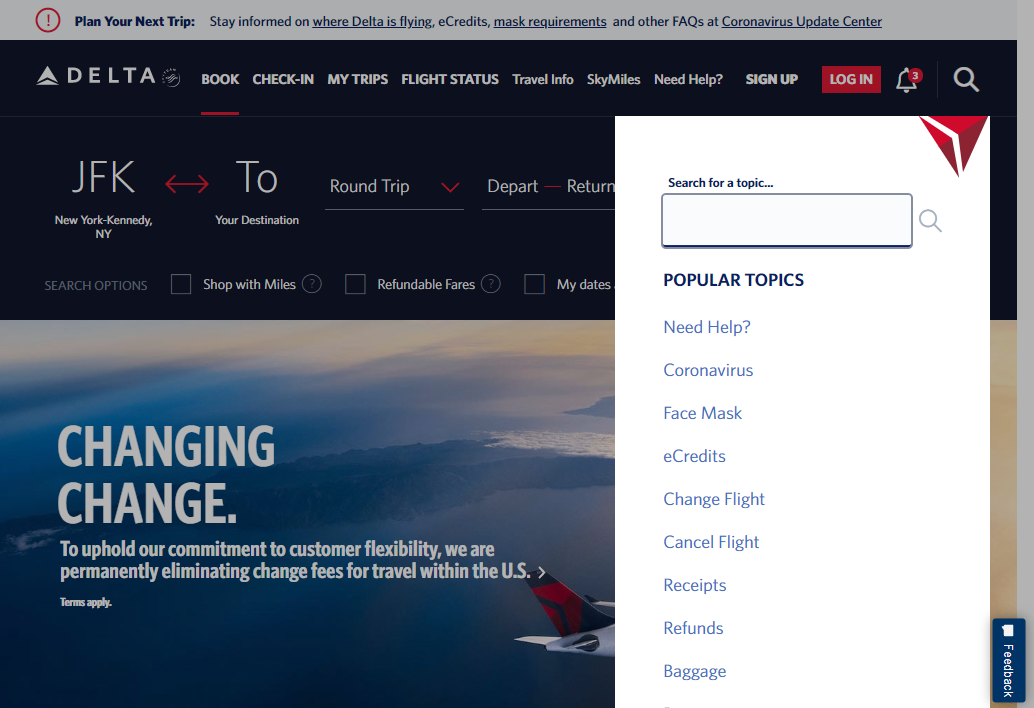 Plan Your Next Trip: Stay informed on where Delta is flying, eCredits, mask requirements and other FAQs at Coronavirus Update Center
DELTA BOOK CHECK-IN MY TRIPS FLIGHT STATUS Travel Info SkyMiles Need Help? SIGN UP LOG IN 3
JFK To Round Trip Depart — Return
New York-Kennedy, NY Your Destination
SEARCH OPTIONS Shop with Miles ? Refundable Fares ? My dates
CHANGING
CHANGE.
To uphold our commitment to customer flexibility, we are
permanently eliminating change fees for travel within the U.S.
Terms apply.
Search for a topic...
POPULAR TOPICS
Need Help?
Coronavirus
Face Mask
eCredits
Change Flight
Cancel Flight
Receipts
Refunds
Baggage
Feedback